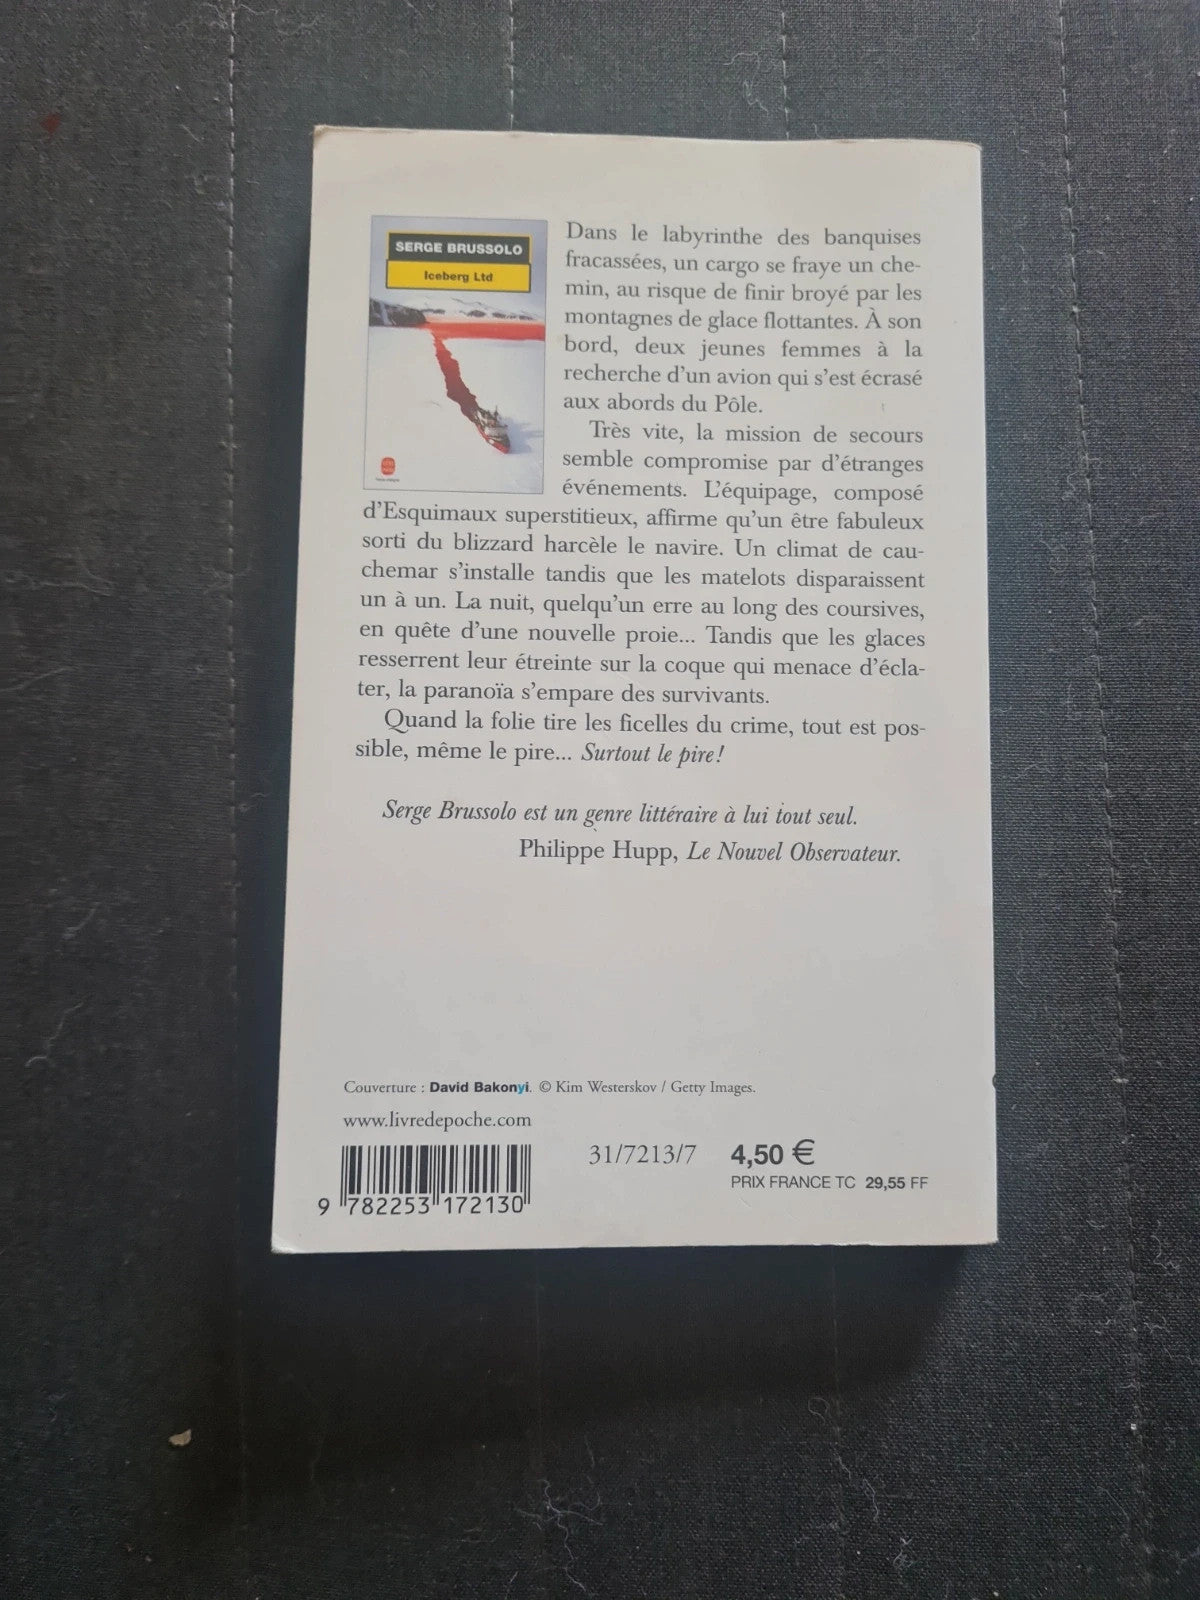 SERGE BRUSSOLO
Iceberg Ltd
Dans le labyrinthe des banquises
fracassées, un cargo se fraye un che-
min, au risque de finir broyé par les
montagnes de glace flottantes. À son
bord, deux jeunes femmes à la
recherche d'un avion qui s'est écrasé
aux abords du Pôle.
Très vite, la mission de secours
semble compromise par d'étranges
événements. L'équipage, composé
d'Esquimaux superstitieux, affirme qu'un être fabuleux
sorti du blizzard harcèle le navire. Un climat de cau-
chemar s'installe tandis que les matelots disparaissent
un à un. La nuit, quelqu'un erre au long des coursives,
en quête d'une nouvelle proie... Tandis que les glaces
resserrent leur étreinte sur la coque qui menace d'écla-
ter, la paranoïa s'empare des survivants.
Quand la folie tire les ficelles du crime, tout est pos-
sible, même le pire... Surtout le pire !
Serge Brussolo est un genre littéraire à lui tout seul.
Philippe Hupp, Le Nouvel Observateur.
Couverture : David Bakonyi. © Kim Westerskov / Getty Images.
www.livredepoche.com
31/7213/7 4,50 €
PRIX FRANCE TC 29,55 FF
9 782253 172130